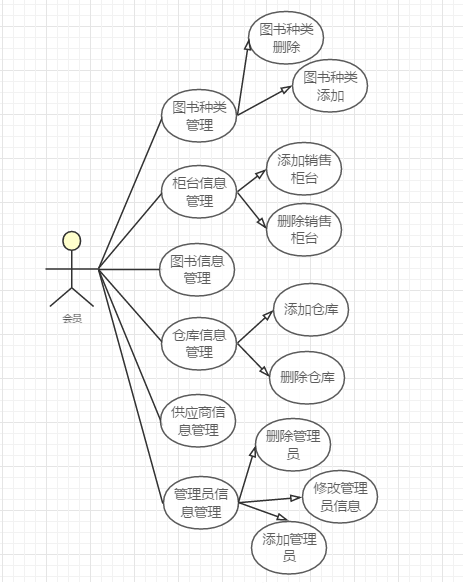 图书种类
删除
图书种类
添加
图书种类
管理
添加销售
柜台
柜台信息
管理
删除销售
柜台
图书信息
管理
会员
添加仓库
仓库信息
管理
删除仓库
供应商信
息管理
删除管理
员
管理员信
息管理
修改管理
员信息
添加管理
员